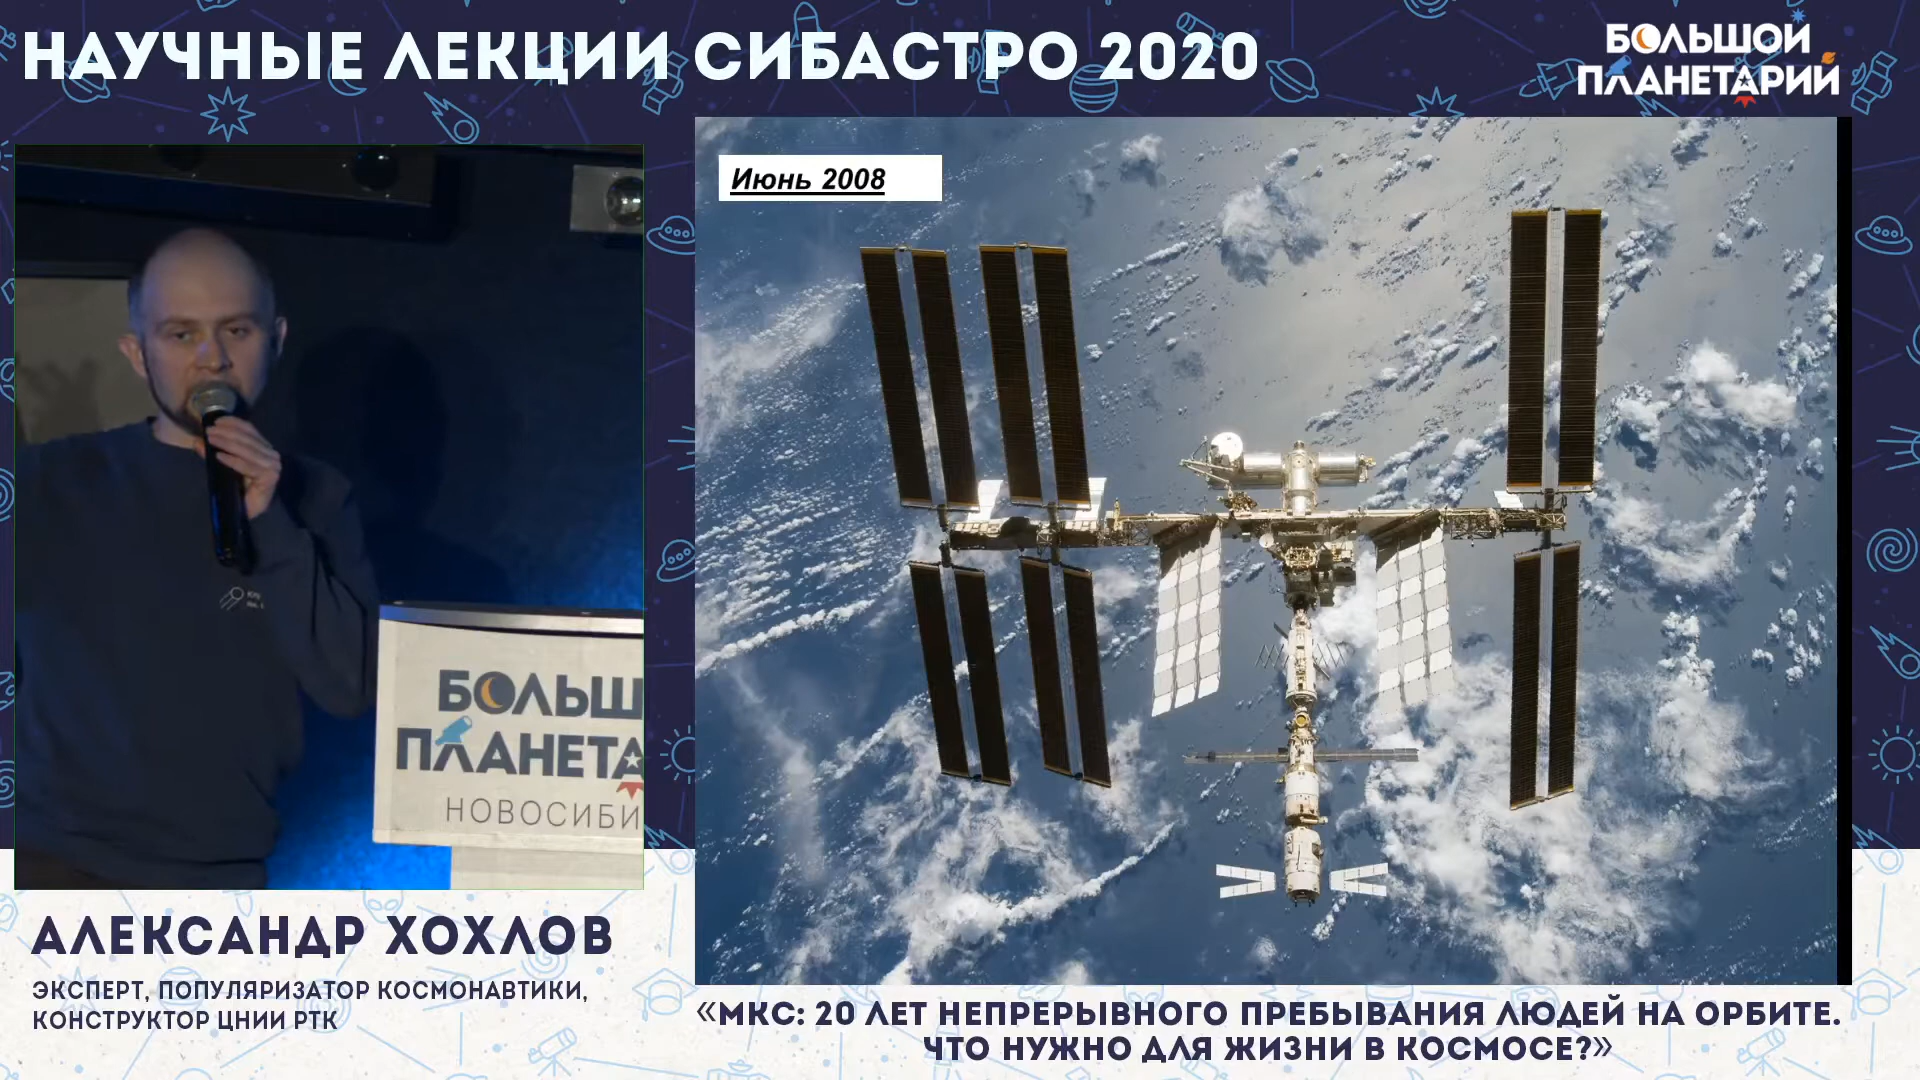 НАУЧНЫЕ ЛЕКЦИИ СИБАСТРО 2020
БОЛЬШОЙ
ПЛАНЕТАРИЙ
Июнь 2008
БОЛЬШ
ПЛАНЕТА
НОВОСИБИ
АЛЕКСАНДР ХОХЛОВ
ЭКСПЕРТ, ПОПУЛЯРИЗАТОР КОСМОНАВТИКИ,
КОНСТРУКТОР ЦНИИ РТК
«МКС: 20 ЛЕТ НЕПРЕРЫВНОГО ПРЕБЫВАНИЯ ЛЮДЕЙ НА ОРБИТЕ.
ЧТО НУЖНО ДЛЯ ЖИЗНИ В КОСМОСЕ?»